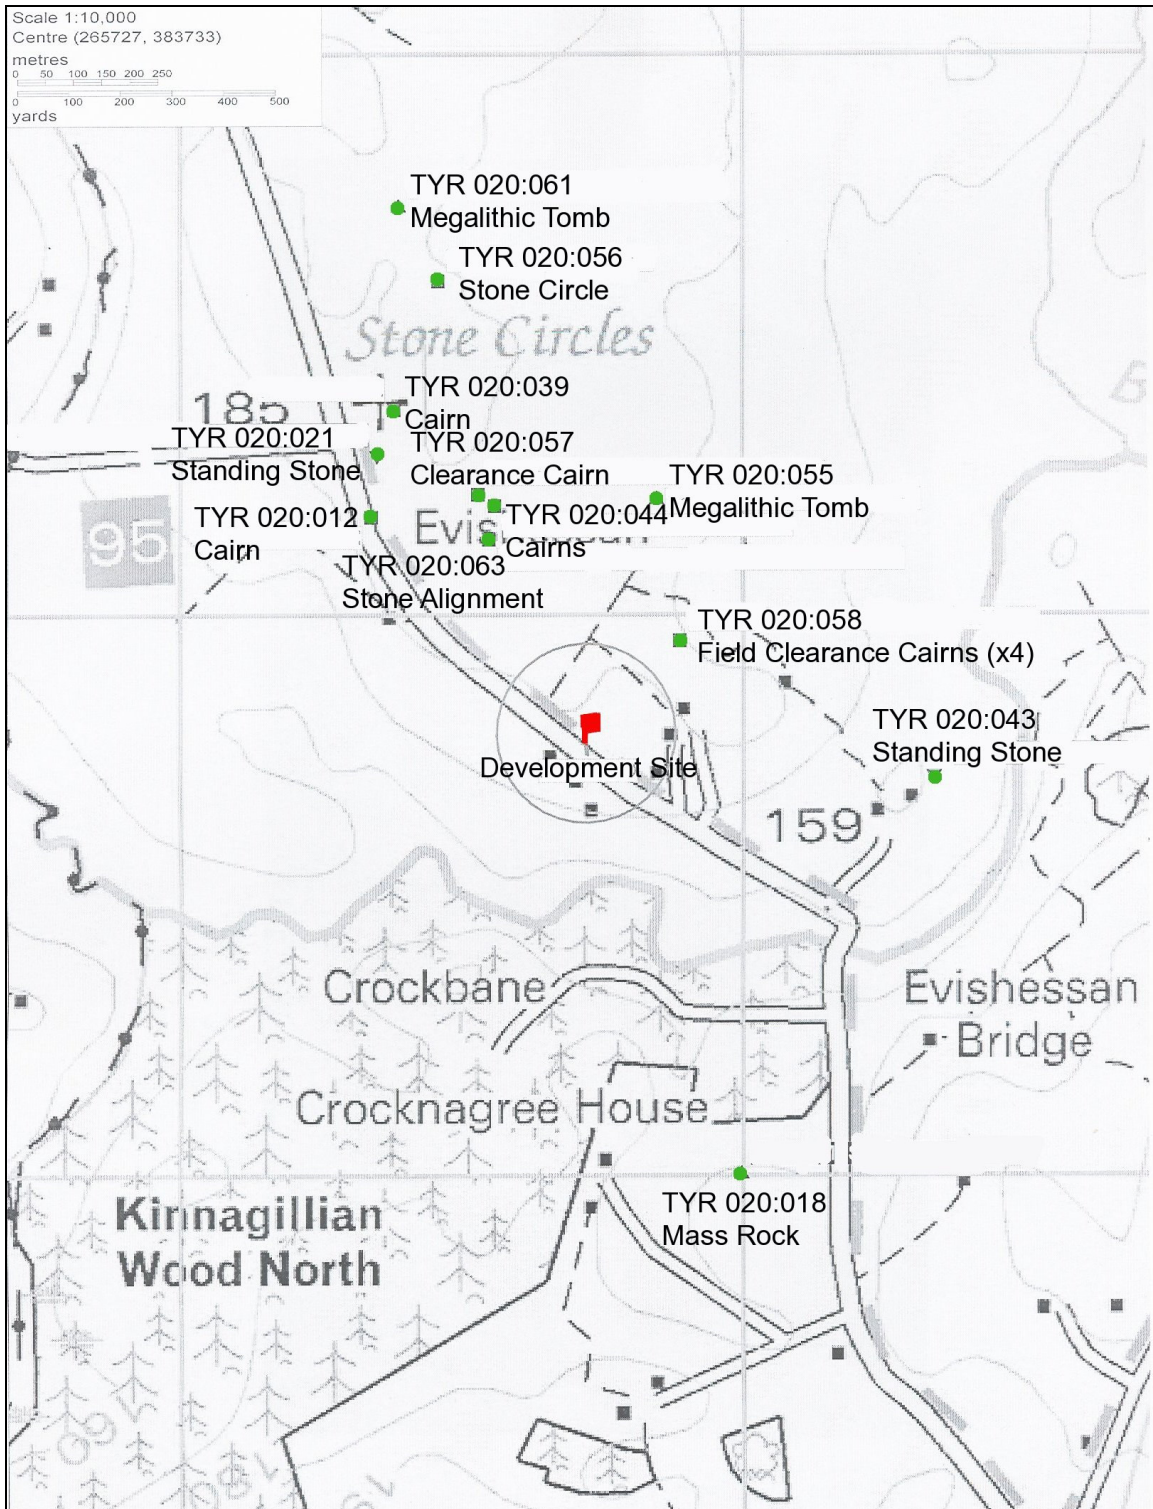 Scale 1:10,000
Centre (265727, 383733)
metres
0 50 100 150 200 250
0 100 200 300 400 500
yards
TYR 020:061
Megalithic Tomb
TYR 020:056
Stone Circle
Stone Circles
TYR 020:039
Cairn
185
TYR 020:021
Standing Stone
TYR 020:057
Clearance Cairn
TYR 020:055
Megalithic Tomb
TYR 020:012
Cairn
95
TYR 020:044
Cairns
TYR 020:063
Stone Alignment
TYR 020:058
Field Clearance Cairns (x4)
TYR 020:043
Standing Stone
Development Site
159
Crockbane
Evishessan
Bridge
Crocknagree House
TYR 020:018
Mass Rock
Kinnagillian
Wood North
160